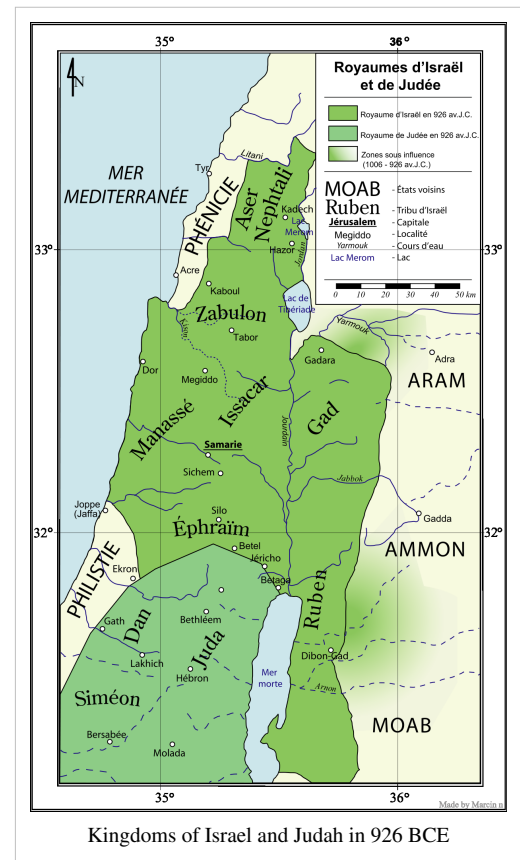 35°
36°
N
Royaumes d'Israël
et de Judée
Royaume d'Israël en 926 av.J.C.
Royaume de Judée en 926 av.J.C.
Zones sous influence
(1006 - 926 av.J.C.)
MOAB - États voisins
Ruben - Tribu d'Israël
Jérusalem - Capitale
Megiddo - Localité
Yarmouk - Cours d'eau
Lac Merom - Lac
0 10 20 30 40 50 km
MER
MEDITERRANÉE
Litani
Tyr
PHÉNICIE
Aser
Nephtali
Kadech
Lac
Merom
Jordan
Hazor
33°
33°
Acre
Kaboul
Lac de
Tibériade
Zabulon
Kison
Tabor
Yarmouk
Dor
Megiddo
Gadara
Adra
Issacar
ARAM
Manassé
Gad
Jourdain
Samarie
Sichem
Jabbok
Joppe
(Jaffa)
Silo
Gadda
32°
32°
Éphraïm
Betel
AMMON
PHILISTIE
Jéricho
Ekron
Betaga
Ruben
Gath
Dan
Bethléem
Juda
Lakhich
Hébron
Dibon-Gad
Mer
morte
Arnon
Siméon
MOAB
Bersabée
Molada
35°
36°
Made by Marcin n
Kingdoms of Israel and Judah in 926 BCE